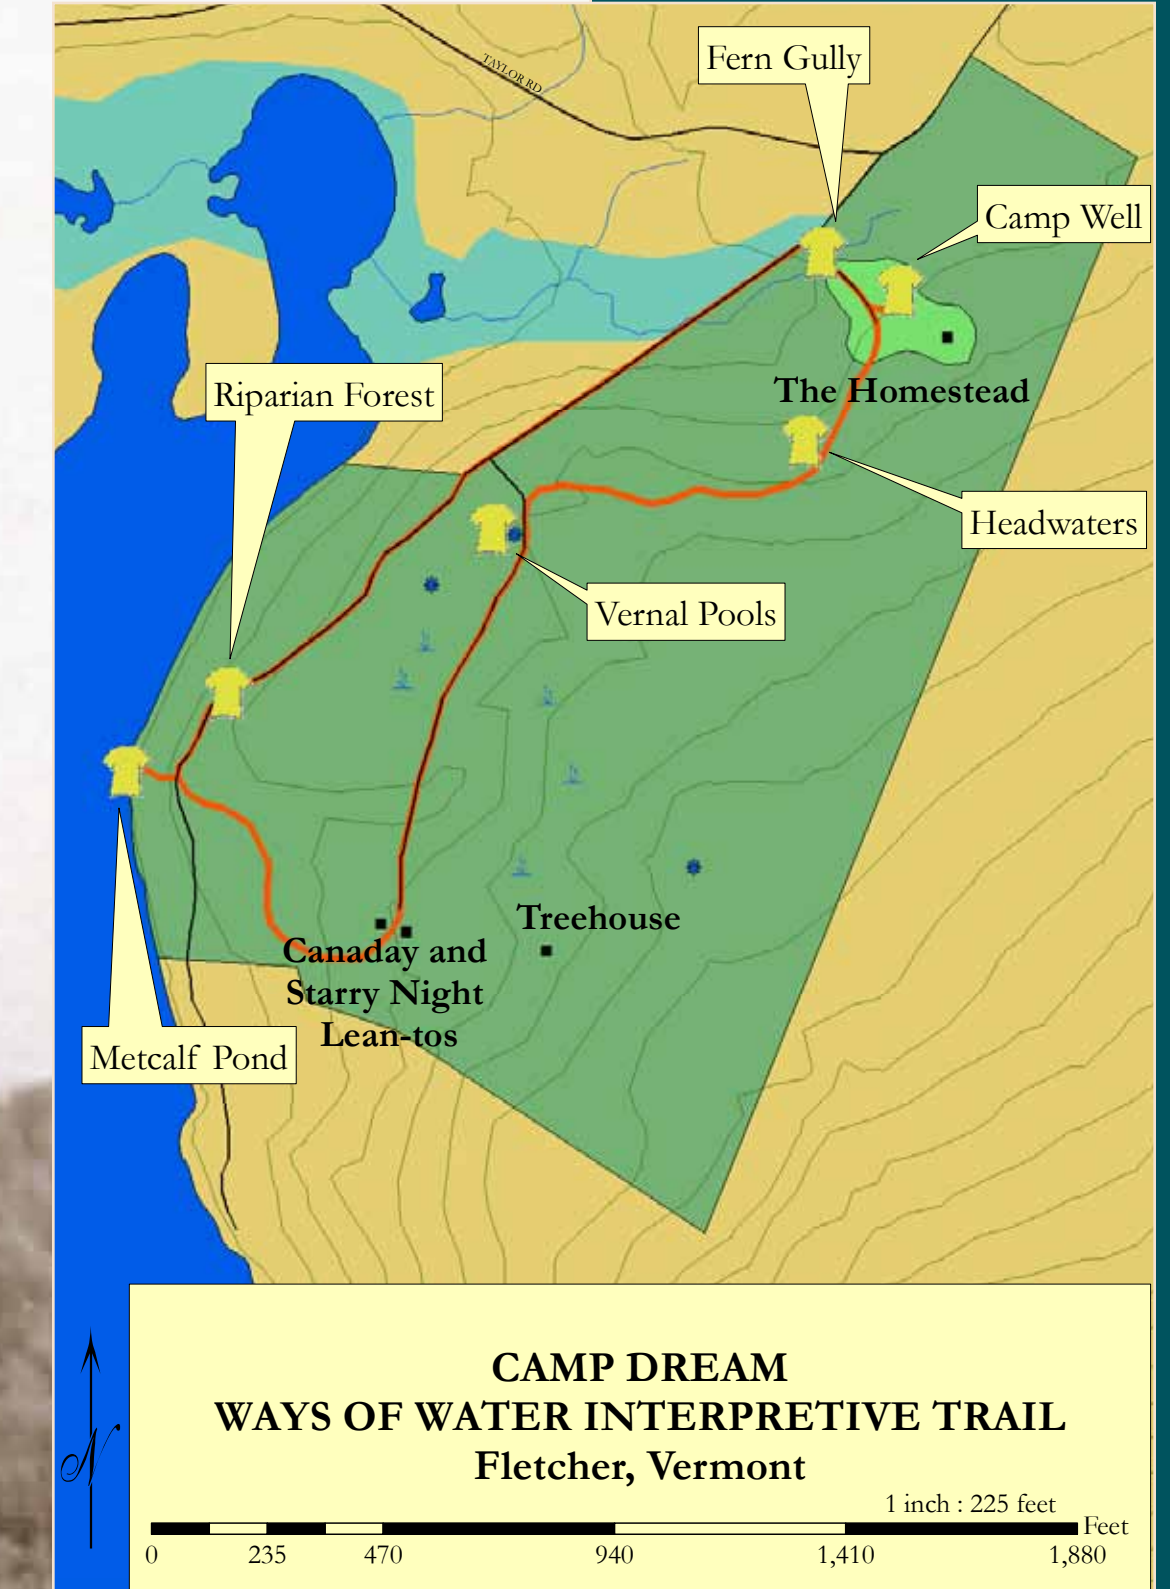 TAYLOR RD.
Fern Gully
Camp Well
Riparian Forest
The Homestead
Headwaters
Vernal Pools
Treehouse
Canaday and
Starry Night
Lean-tos
Metcalf Pond
CAMP DREAM
WAYS OF WATER INTERPRETIVE TRAIL
Fletcher, Vermont
N
1 inch : 225 feet
Feet
0 235 470 940 1,410 1,880